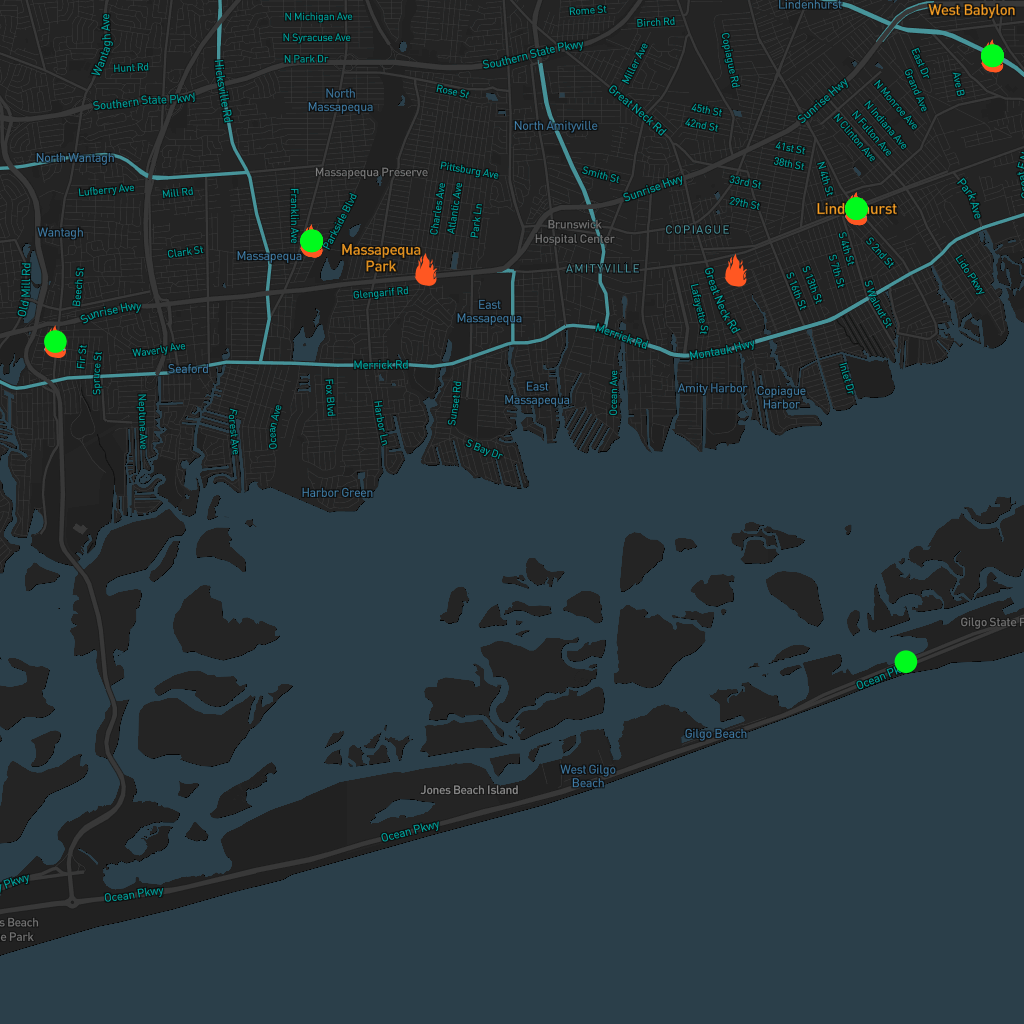 Lindenhurst
West Babylon
Rome St
N Michigan Ave
Birch Rd
Wantagh Ave
N Syracuse Ave
Southern State Pkwy
N Park Dr
Hunt Rd
Miller Ave
Copiague Rd
East Dr
Grand Ave
Ave B
Hicksville Rd
Southern State Pkwy
Rose St
North
Massapequa
Great Neck Rd
45th St
42nd St
Sunrise Hwy
N Monroe Ave
N Indiana Ave
N Fulton Ave
N Clinton Ave
North Amityville
North Wantagh
41st St
38th St
Massapequa Preserve
Pittsburg Ave
Smith St
Sunrise Hwy
33rd St
29th St
N 4th St
Park Ave
Lufberry Ave
Mill Rd
Franklin Ave
Parkside Blvd
Charles Ave
Atlantic Ave
Park Ln
Wantagh
Brunswick
Hospital Center
COPIAGUE
Clark St
Massapequa
Massapequa
Park
AMITYVILLE
S 4th St
S 2nd St
S 7th St
S 13th St
S 16th St
S Walnut St
Lido Pkwy
Old Mill Rd
Beech St
Glengarif Rd
Great Neck Rd
Lafayette St
Sunrise Hwy
East
Massapequa
Merrick Rd
Montauk Hwy
Fir St
Spruce St
Waverly Ave
Seaford
Merrick Rd
Inlet Dr
Fox Blvd
Sunset Rd
East
Massapequa
Ocean Ave
Amity Harbor
Copiague
Harbor
Neptune Ave
Forest Ave
Ocean Ave
Harbor Ln
S Bay Dr
Harbor Green
Gilgo State
Ocean
Gilgo Beach
West Gilgo
Beach
Jones Beach Island
Ocean Pkwy
Pkwy
Ocean Pkwy
Beach
Park